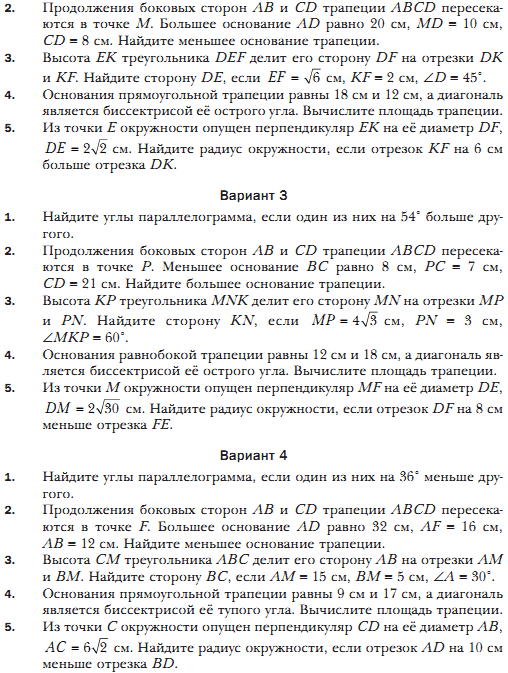 2. Продолжения боковых сторон AB и CD трапеции ABCD пересека-
ются в точке M. Большее основание AD равно 20 см, MD = 10 см,
CD = 8 см. Найдите меньшее основание трапеции.
3. Высота EK треугольника DEF делит его сторону DF на отрезки DK
и KF. Найдите сторону DE, если EF = √6 см, KF = 2 см, ∠D = 45°.
4. Основания прямоугольной трапеции равны 18 см и 12 см, а диагональ
является биссектрисой её острого угла. Вычислите площадь трапеции.
5. Из точки E окружности опущен перпендикуляр EK на её диаметр DF,
DE = 2√2 см. Найдите радиус окружности, если отрезок KF на 6 см
больше отрезка DK.
Вариант 3
1. Найдите углы параллелограмма, если один из них на 54° больше дру-
гого.
2. Продолжения боковых сторон AB и CD трапеции ABCD пересека-
ются в точке P. Меньшее основание BC равно 8 см, PC = 7 см,
CD = 21 см. Найдите большее основание трапеции.
3. Высота KP треугольника MNK делит его сторону MN на отрезки MP
и PN. Найдите сторону KN, если MP = 4√3 см, PN = 3 см,
∠MKP = 60°.
4. Основания равнобокой трапеции равны 12 см и 18 см, а диагональ яв-
ляется биссектрисой её острого угла. Вычислите площадь трапеции.
5. Из точки M окружности опущен перпендикуляр MF на её диаметр DE,
DM = 2√30 см. Найдите радиус окружности, если отрезок DF на 8 см
меньше отрезка FE.
Вариант 4
1. Найдите углы параллелограмма, если один из них на 36° меньше дру-
гого.
2. Продолжения боковых сторон AB и CD трапеции ABCD пересека-
ются в точке F. Большее основание AD равно 32 см, AF = 16 см,
AB = 12 см. Найдите меньшее основание трапеции.
3. Высота CM треугольника ABC делит его сторону AB на отрезки AM
и BM. Найдите сторону BC, если AM = 15 см, BM = 5 см, ∠A = 30°.
4. Основания прямоугольной трапеции равны 9 см и 17 см, а диагональ
является биссектрисой её тупого угла. Вычислите площадь трапеции.
5. Из точки C окружности опущен перпендикуляр CD на её диаметр AB,
AC = 6√2 см. Найдите радиус окружности, если отрезок AD на 10 см
меньше отрезка BD.